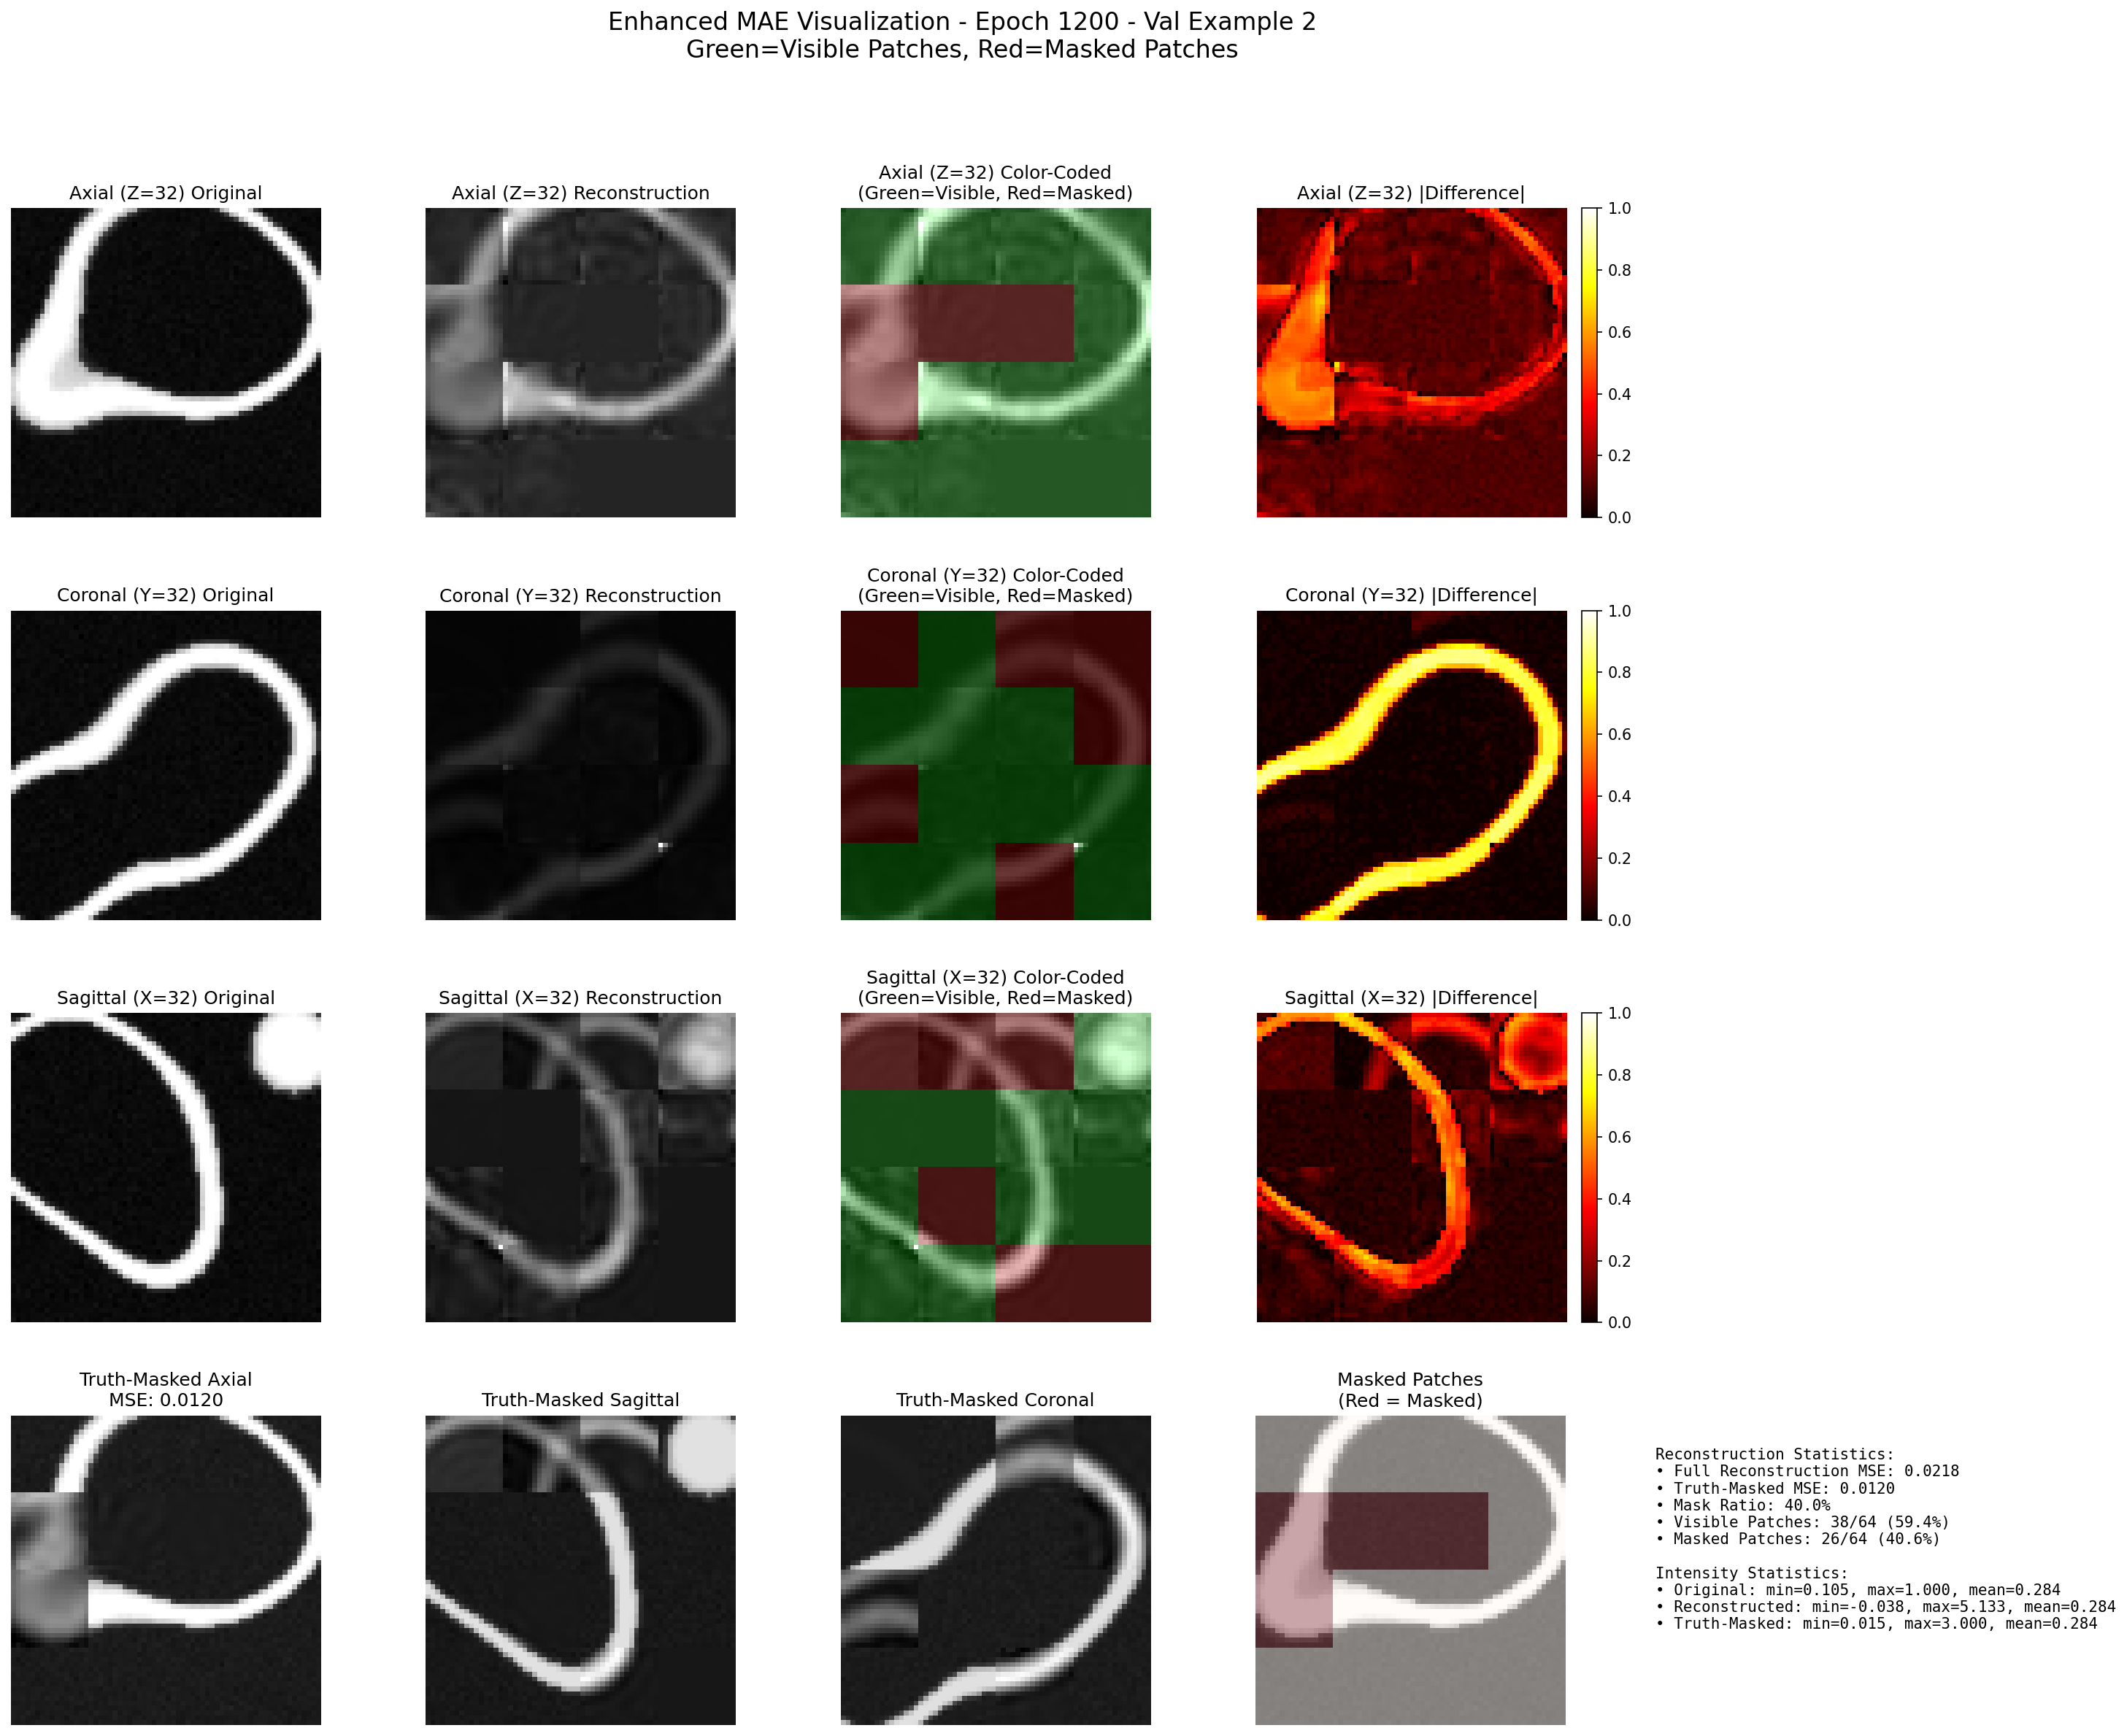 Enhanced MAE Visualization - Epoch 1200 - Val Example 2
Green=Visible Patches, Red=Masked Patches
Axial (Z=32) Original
Axial (Z=32) Reconstruction
Axial (Z=32) Color-Coded
(Green=Visible, Red=Masked)
Axial (Z=32) |Difference|
1.0
0.8
0.6
0.4
0.2
0.0
Coronal (Y=32) Original
Coronal (Y=32) Reconstruction
Coronal (Y=32) Color-Coded
(Green=Visible, Red=Masked)
Coronal (Y=32) |Difference|
1.0
0.8
0.6
0.4
0.2
0.0
Sagittal (X=32) Original
Sagittal (X=32) Reconstruction
Sagittal (X=32) Color-Coded
(Green=Visible, Red=Masked)
Sagittal (X=32) |Difference|
1.0
0.8
0.6
0.4
0.2
0.0
Truth-Masked Axial
MSE: 0.0120
Truth-Masked Sagittal
Truth-Masked Coronal
Masked Patches
(Red = Masked)
Reconstruction Statistics:
• Full Reconstruction MSE: 0.0218
• Truth-Masked MSE: 0.0120
• Mask Ratio: 40.0%
• Visible Patches: 38/64 (59.4%)
• Masked Patches: 26/64 (40.6%)
Intensity Statistics:
• Original: min=0.105, max=1.000, mean=0.284
• Reconstructed: min=-0.038, max=5.133, mean=0.284
• Truth-Masked: min=0.015, max=3.000, mean=0.284